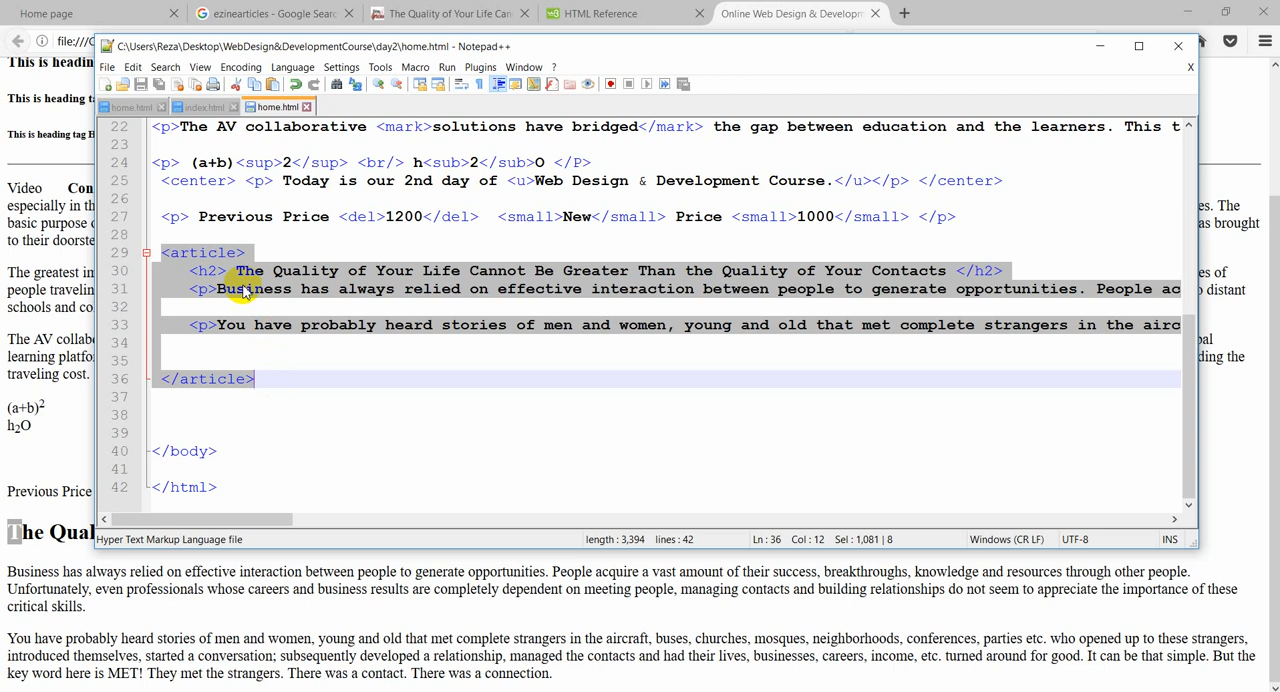 Home page
ezinearticles - Google Searc
The Quality of Your Life Can
HTML Reference
Online Web Design & Developm
file:///C
C:\Users\Reza\Desktop\WebDesign&DevelopmentCourse\day2\home.html - Notepad++
File Edit Search View Encoding Language Settings Tools Macro Run Plugins Window ?
X
home.html index.html home.html
This is headin
This is heading ta
This is heading tag
22 <p>The AV collaborative <mark>solutions have bridged</mark> the gap between education and the learners. This t
23
24 <p> (a+b)<sup>2</sup> <br/> h<sub>2</sub>O </P>
25 <center> <p> Today is our 2nd day of <u>Web Design & Development Course.</u></p> </center>
26
27 <p> Previous Price <del>1200</del> <small>New</small> Price <small>1000</small> </p>
28
29 <article>
30 <h2> The Quality of Your Life Cannot Be Greater Than the Quality of Your Contacts </h2>
31 <p>Business has always relied on effective interaction between people to generate opportunities. People ac
32
33 <p>You have probably heard stories of men and women, young and old that met complete strangers in the airc
34
35
36 </article>
37
38
39
40 </body>
41
42 </html>
Hyper Text Markup Language file length : 3,394 lines : 42 Ln : 36 Col : 12 Sel : 1,081 | 8 Windows (CR LF) UTF-8 INS
Video Con
especially in th
basic purpose o
to their doorste
es. The
as brought
The greatest im
people traveling
schools and co
es of
o distant
The AV collabo
learning platfo
traveling cost.
bal
ding the
(a+b)2
h2O
Previous Price
The Qual
Business has always relied on effective interaction between people to generate opportunities. People acquire a vast amount of their success, breakthroughs, knowledge and resources through other people.
Unfortunately, even professionals whose careers and business results are completely dependent on meeting people, managing contacts and building relationships do not seem to appreciate the importance of these
critical skills.
You have probably heard stories of men and women, young and old that met complete strangers in the aircraft, buses, churches, mosques, neighborhoods, conferences, parties etc. who opened up to these strangers,
introduced themselves, started a conversation; subsequently developed a relationship, managed the contacts and had their lives, businesses, careers, income, etc. turned around for good. It can be that simple. But the
key word here is MET! They met the strangers. There was a contact. There was a connection.